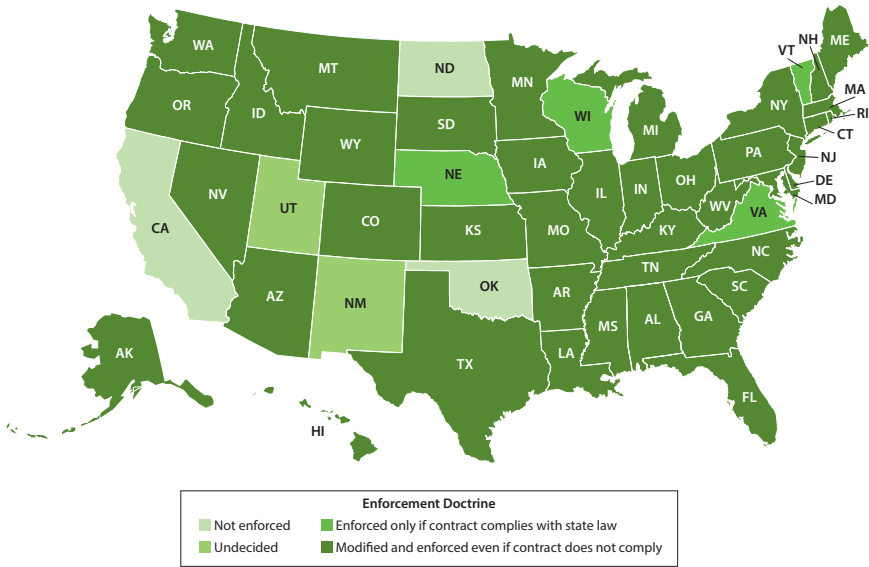 WA
MT
ND
MN
VT
NH
ME
OR
ID
SD
WI
MI
NY
MA
RI
CT
WY
IA
PA
NJ
NE
NV
UT
CO
IL
IN
OH
DE
MD
WV
VA
CA
KS
MO
KY
NC
TN
OK
AZ
NM
AR
SC
MS
AL
GA
AK
TX
LA
FL
HI
Enforcement Doctrine
Not enforced
Enforced only if contract complies with state law
Undecided
Modified and enforced even if contract does not comply